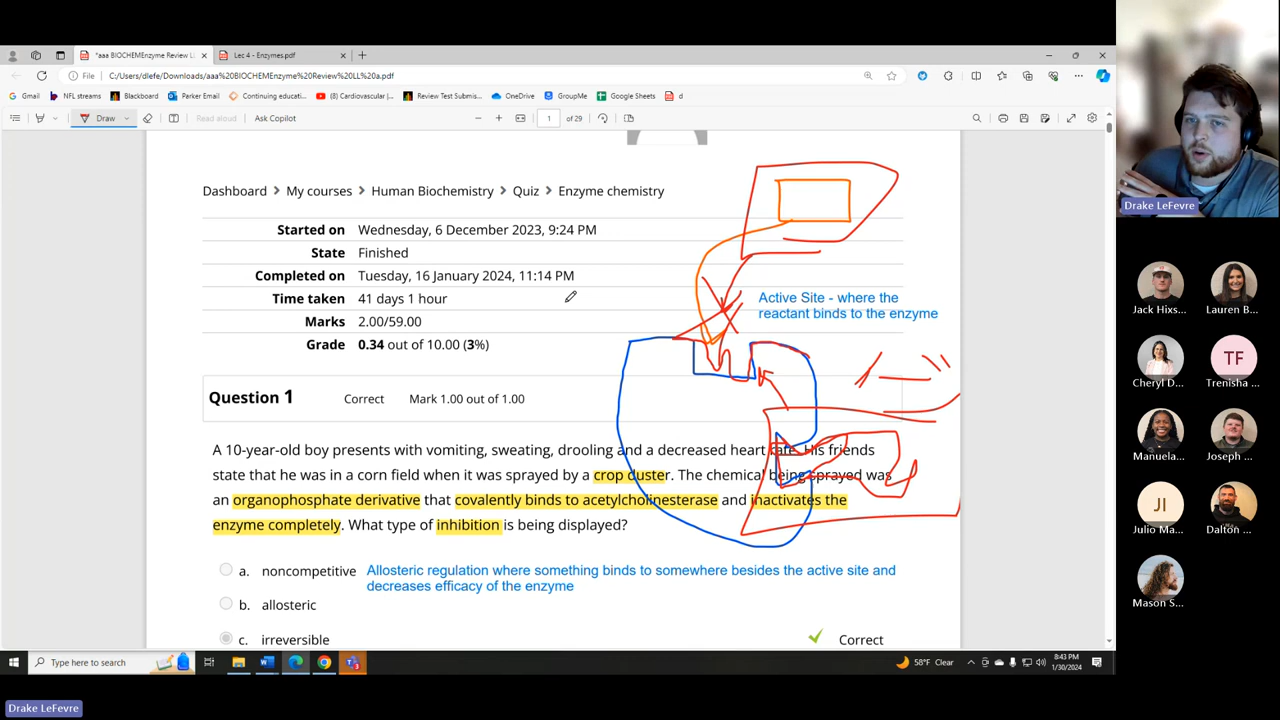 *aaa BIOCHEMEnzyme Review L
Lec 4 - Enzymes.pdf
File
C:/Users/dlefe/Downloads/aaa%20BIOCHEMEnzyme%20Review%20LL%20a.pdf
Gmail
NFL streams
Blackboard
Parker Email
Continuing educati...
(8) Cardiovascular |...
Review Test Submis...
OneDrive
GroupMe
Google Sheets
d
Draw
Read aloud
Ask Copilot
1
of 29
Dashboard > My courses > Human Biochemistry > Quiz > Enzyme chemistry
Started on Wednesday, 6 December 2023, 9:24 PM
State Finished
Completed on Tuesday, 16 January 2024, 11:14 PM
Time taken 41 days 1 hour
Marks 2.00/59.00
Grade 0.34 out of 10.00 (3%)
Active Site - where the
reactant binds to the enzyme
Question 1 Correct Mark 1.00 out of 1.00
A 10-year-old boy presents with vomiting, sweating, drooling and a decreased heart rate. His friends
state that he was in a corn field when it was sprayed by a crop duster. The chemical being sprayed was
an organophosphate derivative that covalently binds to acetylcholinesterase and inactivates the
enzyme completely. What type of inhibition is being displayed?
a. noncompetitive
Allosteric regulation where something binds to somewhere besides the active site and
decreases efficacy of the enzyme
b. allosteric
c. irreversible
Correct
Type here to search
58°F Clear
8:43 PM
1/30/2024
Drake LeFevre
Jack Hixs...
Lauren B...
Cheryl D...
TF
Trenisha ...
Manuela...
Joseph ...
JI
Julio Ma...
Dalton ...
Mason S...
Drake LeFevre